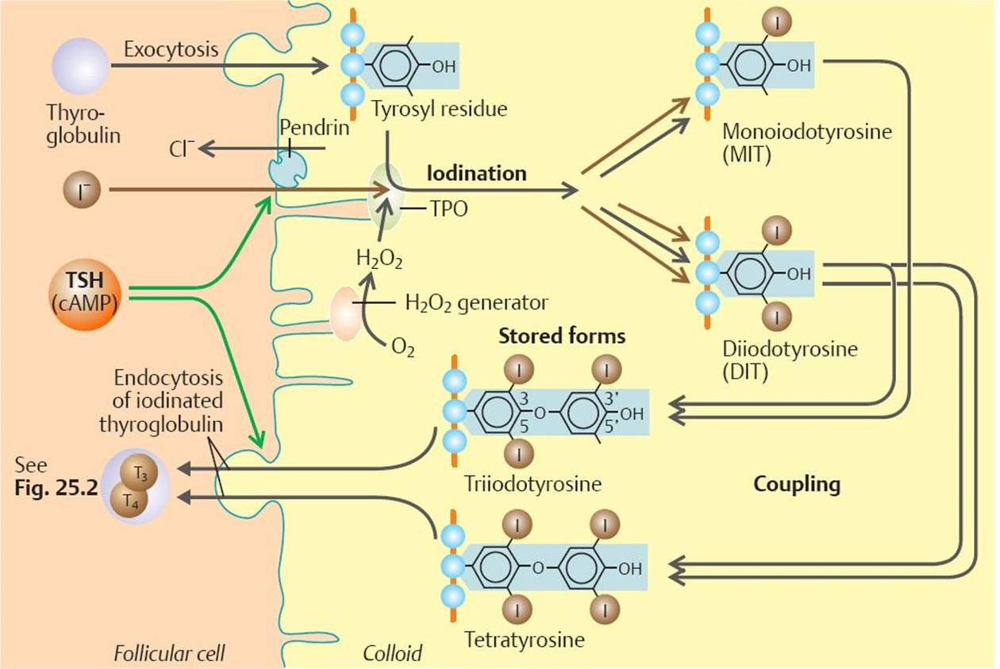 Exocytosis
Thyro-
globulin
OH
Tyrosyl residue
Pendrin
Cl⁻
I⁻
Iodination
TPO
H₂O₂
H₂O₂ generator
O₂
TSH
(cAMP)
I
OH
Monoiodotyrosine
(MIT)
I
OH
I
Diiodotyrosine
(DIT)
Stored forms
I
I
3
3'
O
OH
5
5'
I
Triiodotyrosine
Endocytosis
of iodinated
thyroglobulin
See
Fig. 25.2
T₃
T₄
Coupling
I
I
O
OH
I
I
Tetratyrosine
Follicular cell
Colloid